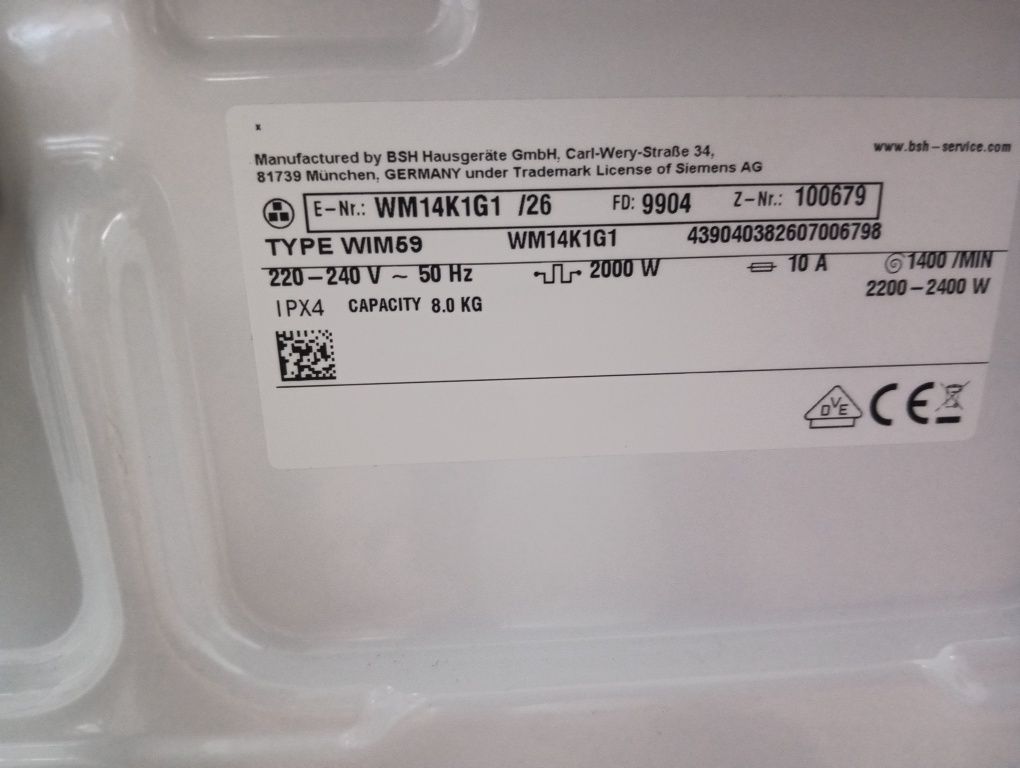 x
www.bsh-service.com
Manufactured by BSH Hausgeräte GmbH, Carl-Wery-Straße 34,
81739 München, GERMANY under Trademark License of Siemens AG
E-Nr.: WM14K1G1 /26 FD: 9904 Z-Nr.: 100679
TYPE WIM59 WM14K1G1 439040382607006798
220-240 V ~ 50 Hz 2000 W 10 A 1400 /MIN
2200-2400 W
IPX4 CAPACITY 8.0 KG
DVE CE